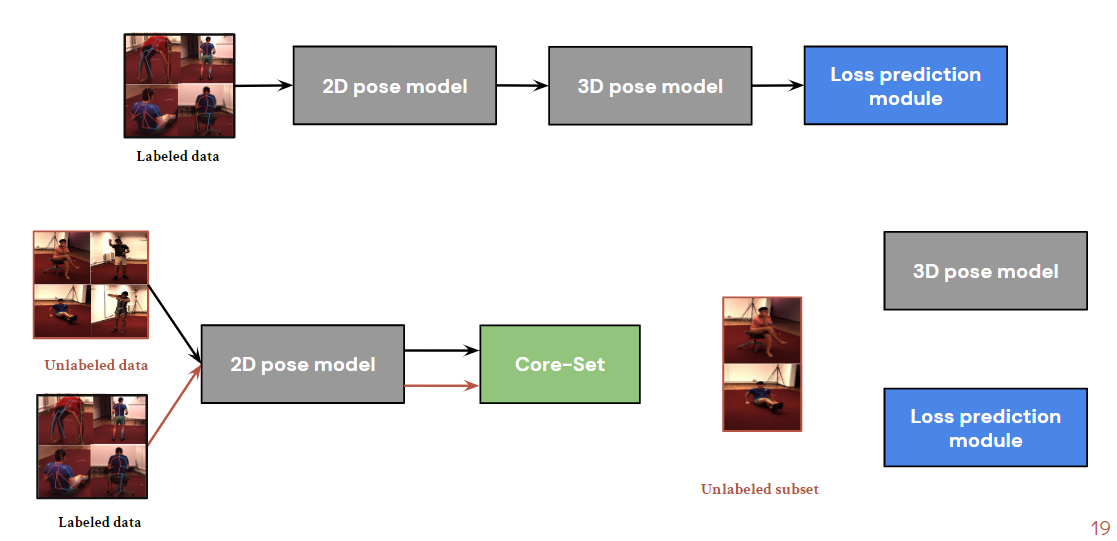 2D pose model
3D pose model
Loss prediction
module
Labeled data
Unlabeled data
2D pose model
Core-Set
3D pose model
Loss prediction
module
Unlabeled subset
Labeled data
19